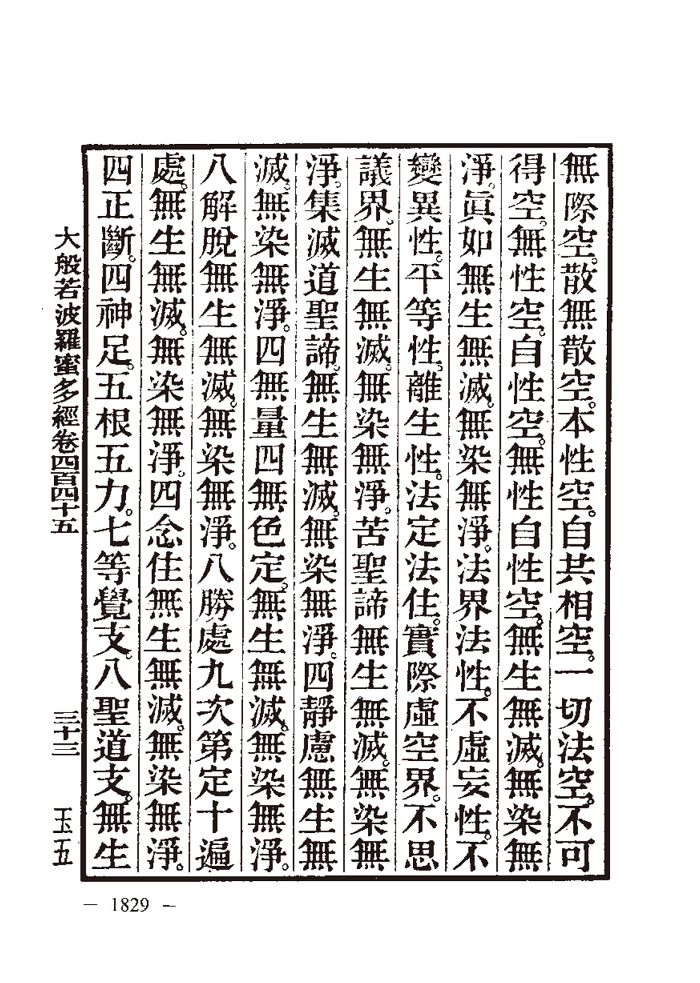 無際空。散無散空。本性空。自共相空。一切法空。不可
得空。無性空。自性空。無性自性空。無生無滅。無染無
淨。眞如無生無滅。無染無淨。法界法性。不虛妄性。不
變異性。平等性。離生性。法定法住。實際虛空界。不思
議界。無生無滅。無染無淨。苦聖諦無生無滅。無染無
淨。集滅道聖諦。無生無滅。無染無淨。四靜慮無生無
滅。無染無淨。四無量四無色定。無生無滅。無染無淨。
八解脫無生無滅。無染無淨。八勝處九次第定十遍
處。無生無滅。無染無淨。四念住無生無滅。無染無淨。
四正斷。四神足。五根五力。七等覺支。八聖道支。無生
大般若波羅蜜多經卷四百四十五 三十三 玉五
— 1829 —